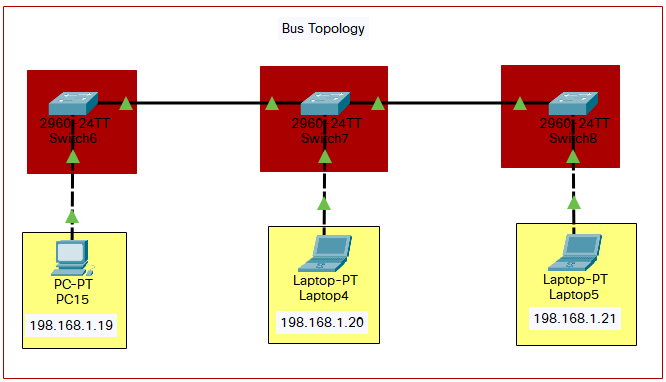 Bus Topology
2960-24TT
Switch6
2960-24TT
Switch7
2960-24TT
Switch8
PC-PT
PC15
198.168.1.19
Laptop-PT
Laptop4
198.168.1.20
Laptop-PT
Laptop5
198.168.1.21